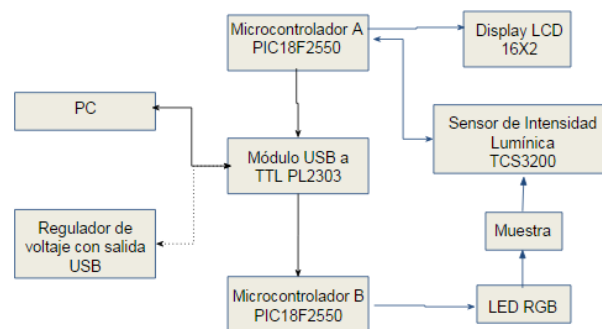 Microcontrolador A
PIC18F2550
Display LCD
16X2
PC
Sensor de Intensidad
Lumínica
TCS3200
Módulo USB a
TTL PL2303
Regulador de
voltaje con salida
USB
Muestra
Microcontrolador B
PIC18F2550
LED RGB